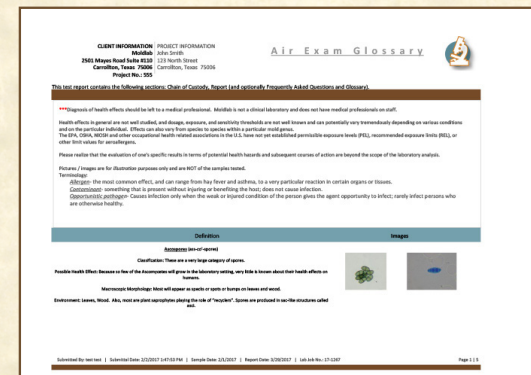 CLIENT INFORMATION PROJECT INFORMATION
Moldlab John Smith
2501 Mayes Road Suite #110 123 North Street
Carrollton, Texas 75006 Carrollton, Texas 75006
Project No.: 555
Air Exam Glossary
This test report contains the following sections: Chain of Custody, Report (and optionally Frequently Asked Questions and Glossary).
***Diagnosis of health effects should be left to a medical professional. Moldlab is not a clinical laboratory and does not have medical professionals on staff.
Health effects in general are not well studied, and dosage, exposure, and sensitivity thresholds are not well known and can potentially vary tremendously depending on various conditions
and on the particular individual. Effects can also vary from species to species within a particular mold genus.
The EPA, OSHA, NIOSH and other occupational health related associations in the U.S. have not yet established permissible exposure levels (PEL), recommended exposure limits (REL), or
other limit values for aeroallergens.
Please realize that the evaluation of one's specific results in terms of potential health hazards and subsequent courses of action are beyond the scope of the laboratory analysis.
Pictures / images are for illustration purposes only and are NOT of the samples tested.
Terminology:
Allergen- the most common effect, and can range from hay fever and asthma, to a very particular reaction in certain organs or tissues.
Contaminant- something that is present without injuring or benefiting the host; does not cause infection.
Opportunistic pathogen- Causes infection only when the weak or injured condition of the person gives the agent opportunity to infect; rarely infect persons who
are otherwise healthy.
Definition Images
Ascospores (as-co'-spores)
Classification: These are a very large category of spores.
Possible Health Effect: Because so few of the Ascomycetes will grow in the laboratory setting, very little is known about their health effects on
humans.
Macroscopic Morphology: Most will appear as specks or spots or bumps on leaves and wood.
Environment: Leaves, Wood. Also, most are plant saprophytes playing the role of "recyclers". Spores are produced in sac-like structures called
asci.
Submitted By: test test | Submittal Date: 2/2/2017 1:47:53 PM | Sample Date: 2/1/2017 | Report Date: 3/28/2017 | Lab Job No.: 17-1267 Page 1 | 5